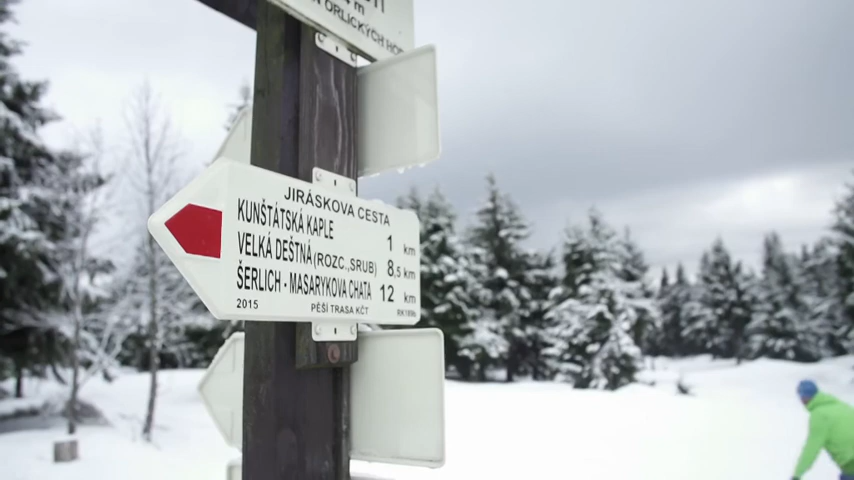 ORLICKÝCH
JIRÁSKOVA CESTA
KUNŠTÁTSKÁ KAPLE 1 km
VELKÁ DEŠTNÁ (ROZC.,SRUB) 8,5 km
ŠERLICH - MASARYKOVA CHATA 12 km
2015 PĚŠÍ TRASA KČT